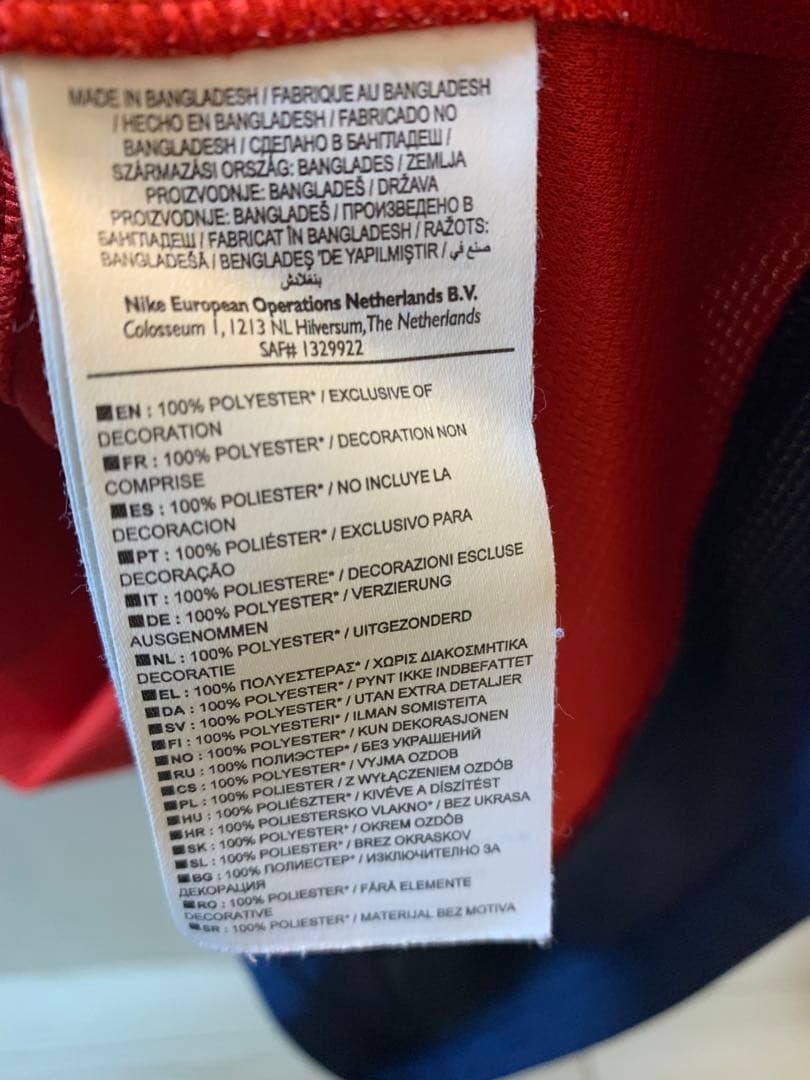 MADE IN BANGLADESH / FABRIQUE AU BANGLADESH
/ HECHO EN BANGLADESH / FABRICADO NO
BANGLADESH / СДЕЛАНО В БАНГЛАДЕШ /
SZÁRMAZÁSI ORSZÁG: BANGLADES / ZEMLJA
PROIZVODNJE: BANGLADEŠ / DRŽAVA
PROIZVODNJE: BANGLADEŠ / ПРОИЗВЕДЕНО В
БАНГЛАДЕШ / FABRICAT ÎN BANGLADESH / RAŽOTS:
BANGLADEŠĀ / BENGLADEŞ 'DE YAPILMIŞTIR / صنع في
بنغلادش
Nike European Operations Netherlands B.V.
Colosseum 1, 1213 NL Hilversum, The Netherlands
SAF# 1329922
EN : 100% POLYESTER* / EXCLUSIVE OF
DECORATION
FR : 100% POLYESTER* / DECORATION NON
COMPRISE
ES : 100% POLIESTER* / NO INCLUYE LA
DECORACION
PT : 100% POLIÉSTER* / EXCLUSIVO PARA
DECORAÇÃO
IT : 100% POLIESTERE* / DECORAZIONI ESCLUSE
DE : 100% POLYESTER* / VERZIERUNG
AUSGENOMMEN
NL : 100% POLYESTER* / UITGEZONDERD
DECORATIE
EL : 100% ΠΟΛΥΕΣΤΕΡΑΣ* / ΧΩΡΙΣ ΔΙΑΚΟΣΜΗΤΙΚΑ
DA : 100% POLYESTER* / PYNT IKKE INDBEFATTET
SV : 100% POLYESTER* / UTAN EXTRA DETALJER
FI : 100% POLYESTERI* / ILMAN SOMISTEITA
NO : 100% POLYESTER* / KUN DEKORASJONEN
RU : 100% ПОЛИЭСТЕР* / БЕЗ УКРАШЕНИЙ
CS : 100% POLYESTER* / VYJMA OZDOB
PL : 100% POLIESTER / Z WYŁĄCZENIEM OZDÓB
HU : 100% POLIÉSZTER* / KIVÉVE A DÍSZÍTÉST
HR : 100% POLIESTERSKO VLAKNO* / BEZ UKRASA
SK : 100% POLYESTER* / OKREM OZDÔB
SL : 100% POLIESTER* / BREZ OKRASKOV
BG : 100% ПОЛИЕСТЕР* / ИЗКЛЮЧИТЕЛНО ЗА
ДЕКОРАЦИЯ
RO : 100% POLIESTER* / FĂRĂ ELEMENTE
DECORATIVE
SR : 100% POLIESTER* / MATERIJAL BEZ MOTIVA